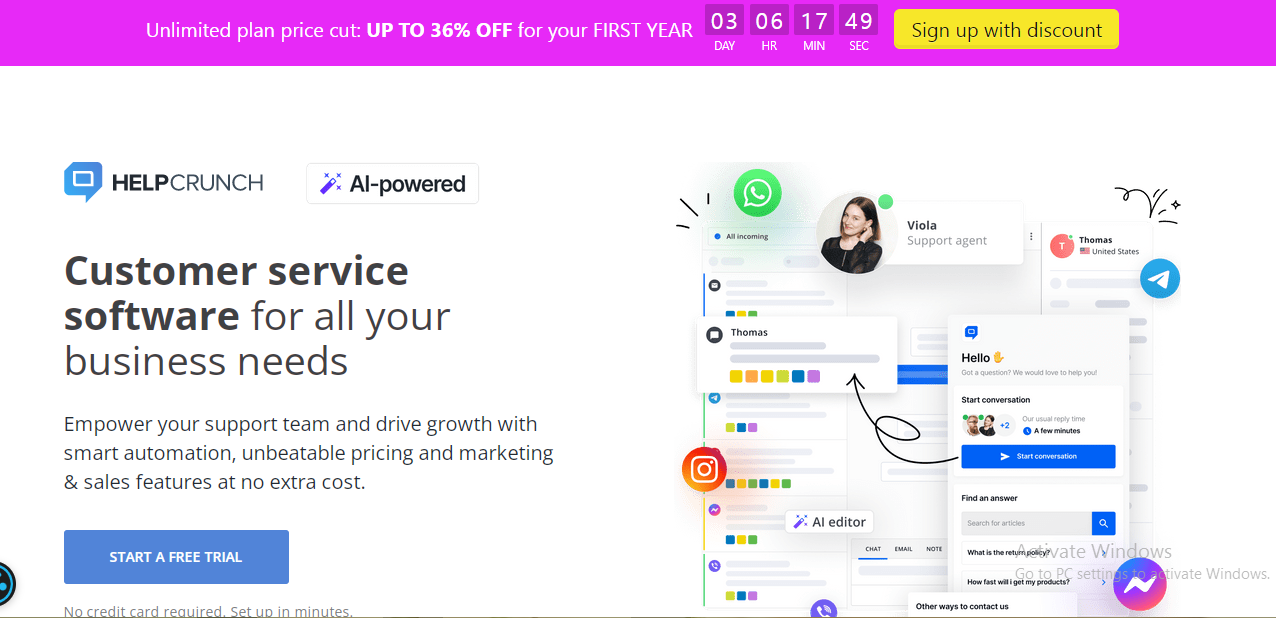 Unlimited plan price cut: UP TO 36% OFF for your FIRST YEAR
03 06 17 49
DAY HR MIN SEC
Sign up with discount
HELPCRUNCH
AI-powered
Customer service
software for all your
business needs
Empower your support team and drive growth with
smart automation, unbeatable pricing and marketing
& sales features at no extra cost.
START A FREE TRIAL
No credit card required. Set up in minutes.
All incoming
Viola
Support agent
T
Thomas
United States
Thomas
Hello
Got a question? We would love to help you!
Start conversation
+2
Our usual reply time
A few minutes
Start conversation
Find an answer
Search for articles
What is the return policy?
How fast will i get my products?
Other ways to contact us
AI editor
CHAT EMAIL NOTE
Activate Windows
Go to PC settings to activate Windows.